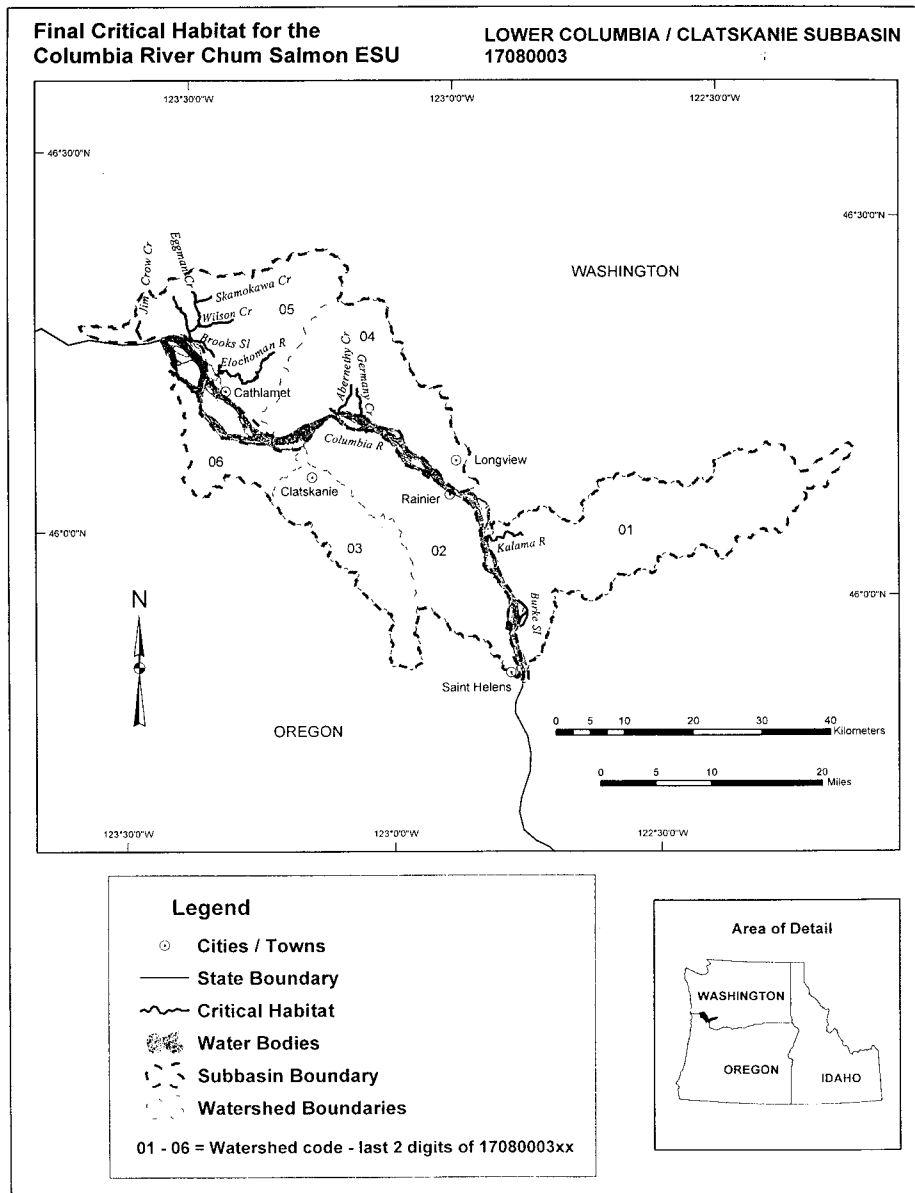 Final Critical Habitat for the
Columbia River Chum Salmon ESU
LOWER COLUMBIA / CLATSKANIE SUBBASIN
17080003
123°30'0"W
123°0'0"W
122°30'0"W
46°30'0"N
46°30'0"N
WASHINGTON
Jim Crow Cr
Eggman Cr
Skamokawa Cr
Wilson Cr
05
Brooks Sl
Elochoman R
04
Abernethy Cr
Germany Cr
Cathlamet
Columbia R
Longview
06
Clatskanie
Rainier
01
46°0'0"N
03
02
Kalama R
46°0'0"N
Burke Sl
N
Saint Helens
OREGON
0 5 10 20 30 40
Kilometers
0 5 10 20
Miles
123°30'0"W
123°0'0"W
122°30'0"W
Legend
Cities / Towns
State Boundary
Critical Habitat
Water Bodies
Subbasin Boundary
Watershed Boundaries
01 - 06 = Watershed code - last 2 digits of 17080003xx
Area of Detail
WASHINGTON
OREGON
IDAHO